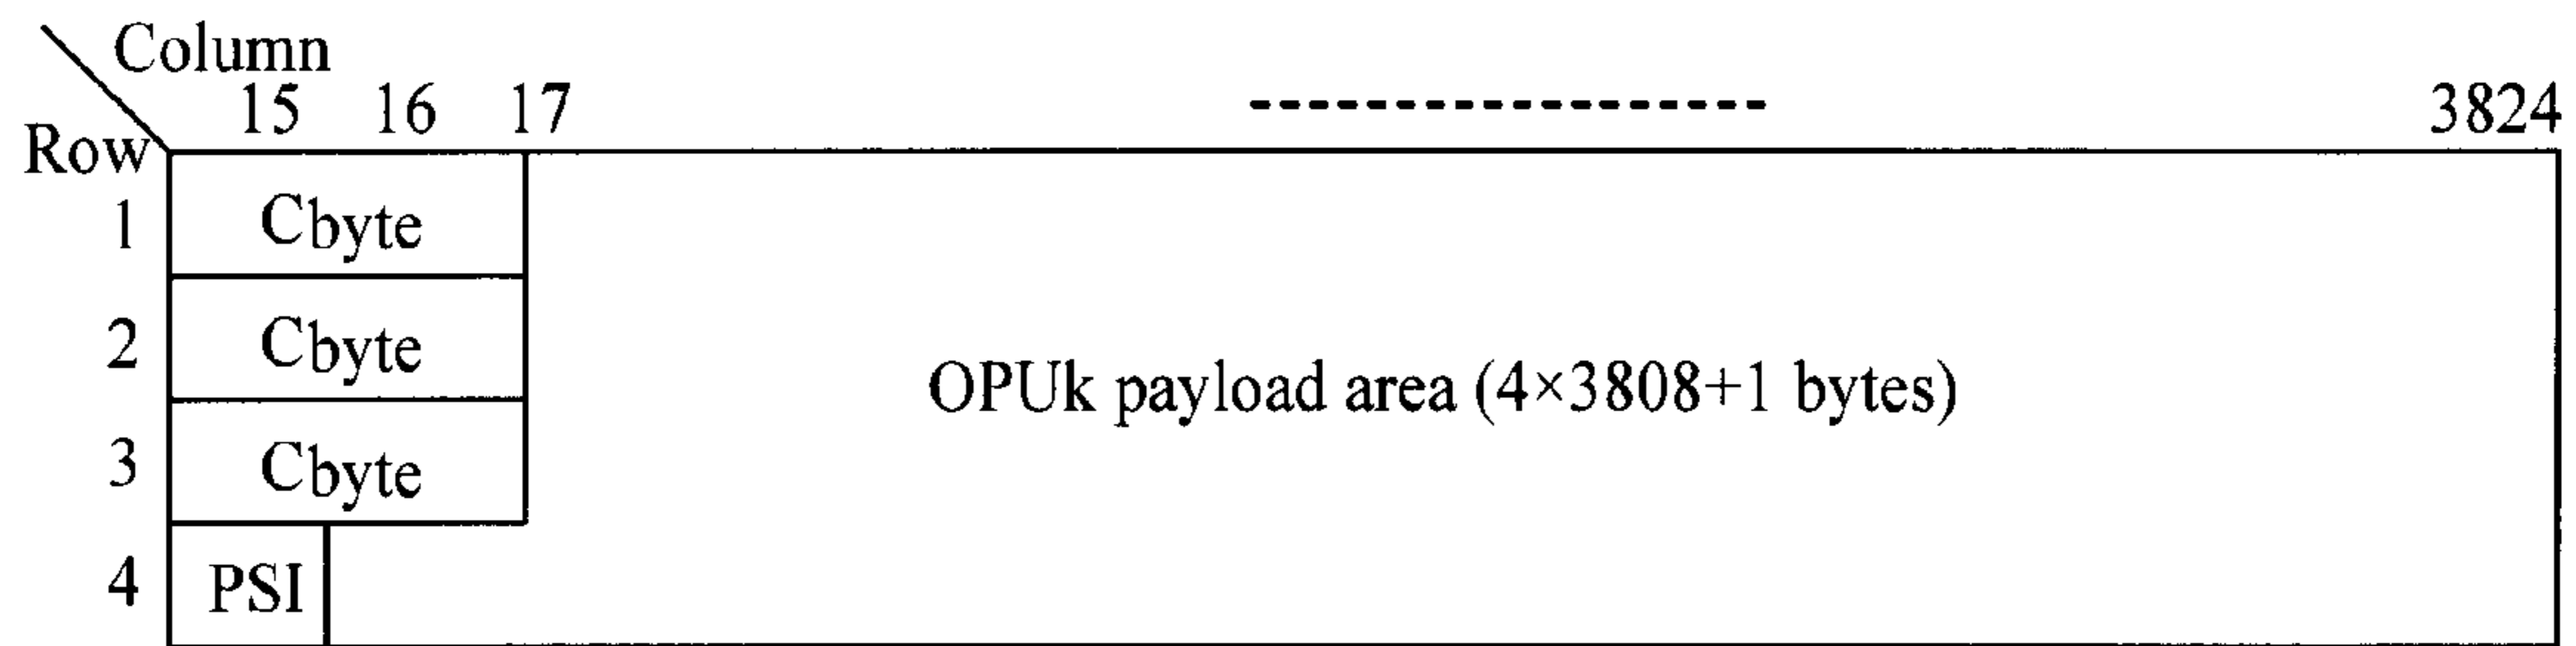 Column
15 16 17 3824
Row
1 Cbyte
2 Cbyte
OPUk payload area (4×3808+1 bytes)
3 Cbyte
4 PSI